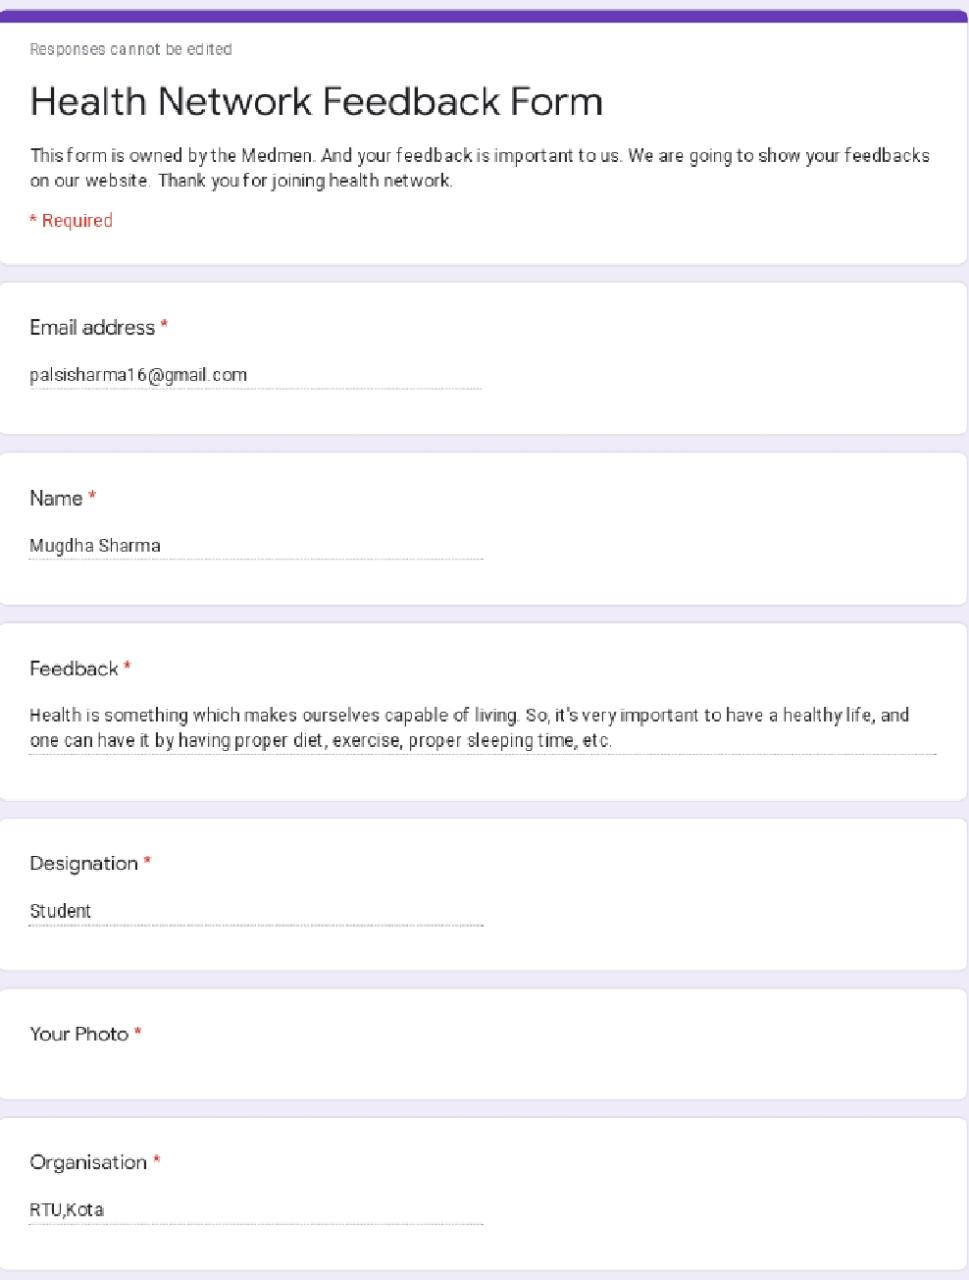 Responses cannot be edited
Health Network Feedback Form
This form is owned by the Medmen. And your feedback is important to us. We are going to show your feedbacks
on our website. Thank you for joining health network.
* Required
Email address *
palsisharma16@gmail.com
Name *
Mugdha Sharma
Feedback *
Health is something which makes ourselves capable of living. So, it's very important to have a healthy life, and
one can have it by having proper diet, exercise, proper sleeping time, etc.
Designation *
Student
Your Photo *
Organisation *
RTU,Kota